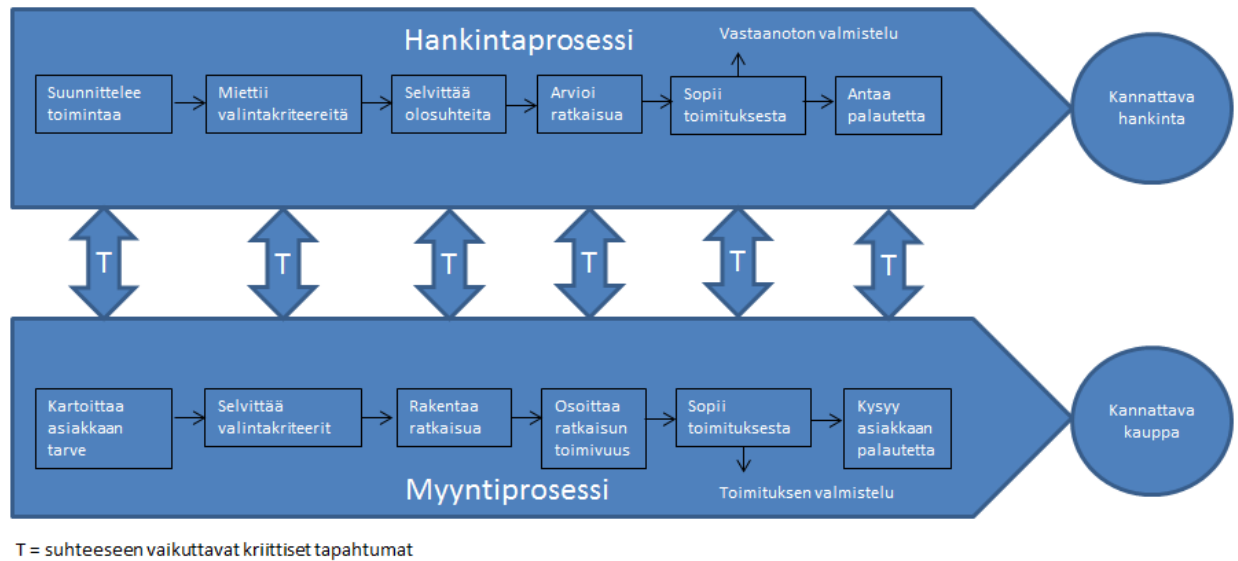 Hankintaprosessi
Vastaanoton valmistelu
Suunnittelee
toimintaa
Miettii
valintakriteereitä
Selvittää
olosuhteita
Arvioi
ratkaisua
Sopii
toimituksesta
Antaa
palautetta
Kannattava
hankinta
T
T
T
T
T
T
Kartoittaa
asiakkaan
tarve
Selvittää
valintakriteerit
Rakentaa
ratkaisua
Osoittaa
ratkaisun
toimivuus
Sopii
toimituksesta
Kysyy
asiakkaan
palautetta
Kannattava
kauppa
Myyntiprosessi
Toimituksen valmistelu
T = suhteeseen vaikuttavat kriittiset tapahtumat